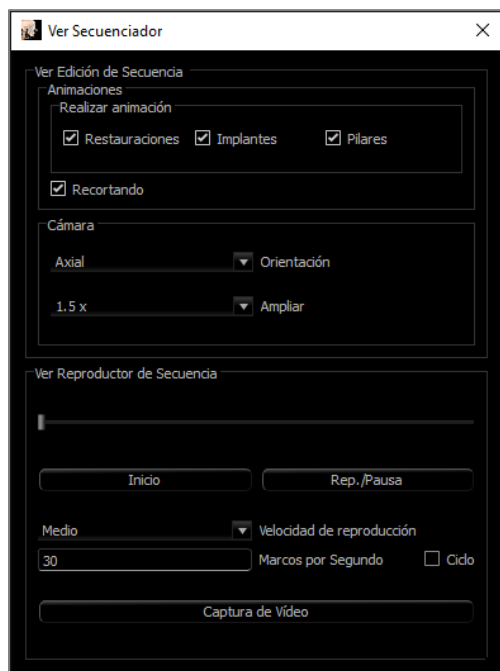 Ver Secuenciador
Ver Edición de Secuencia
Animaciones
Realizar animación
Restauraciones Implantes Pilares
Recortando
Cámara
Axial Orientación
1.5 x Ampliar
Ver Reproductor de Secuencia
Inicio Rep./Pausa
Medio Velocidad de reproducción
30 Marcos por Segundo Ciclo
Captura de Vídeo